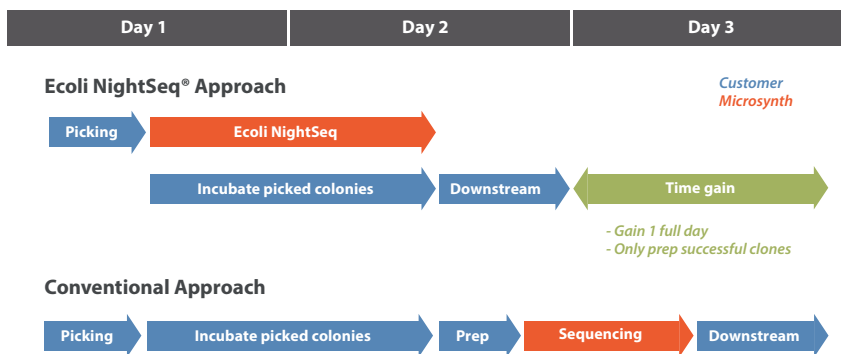 Day 1 Day 2 Day 3
Ecoli NightSeq® Approach
Customer
Microsynth
Picking Ecoli NightSeq
Incubate picked colonies Downstream Time gain
- Gain 1 full day
- Only prep successful clones
Conventional Approach
Picking Incubate picked colonies Prep Sequencing Downstream